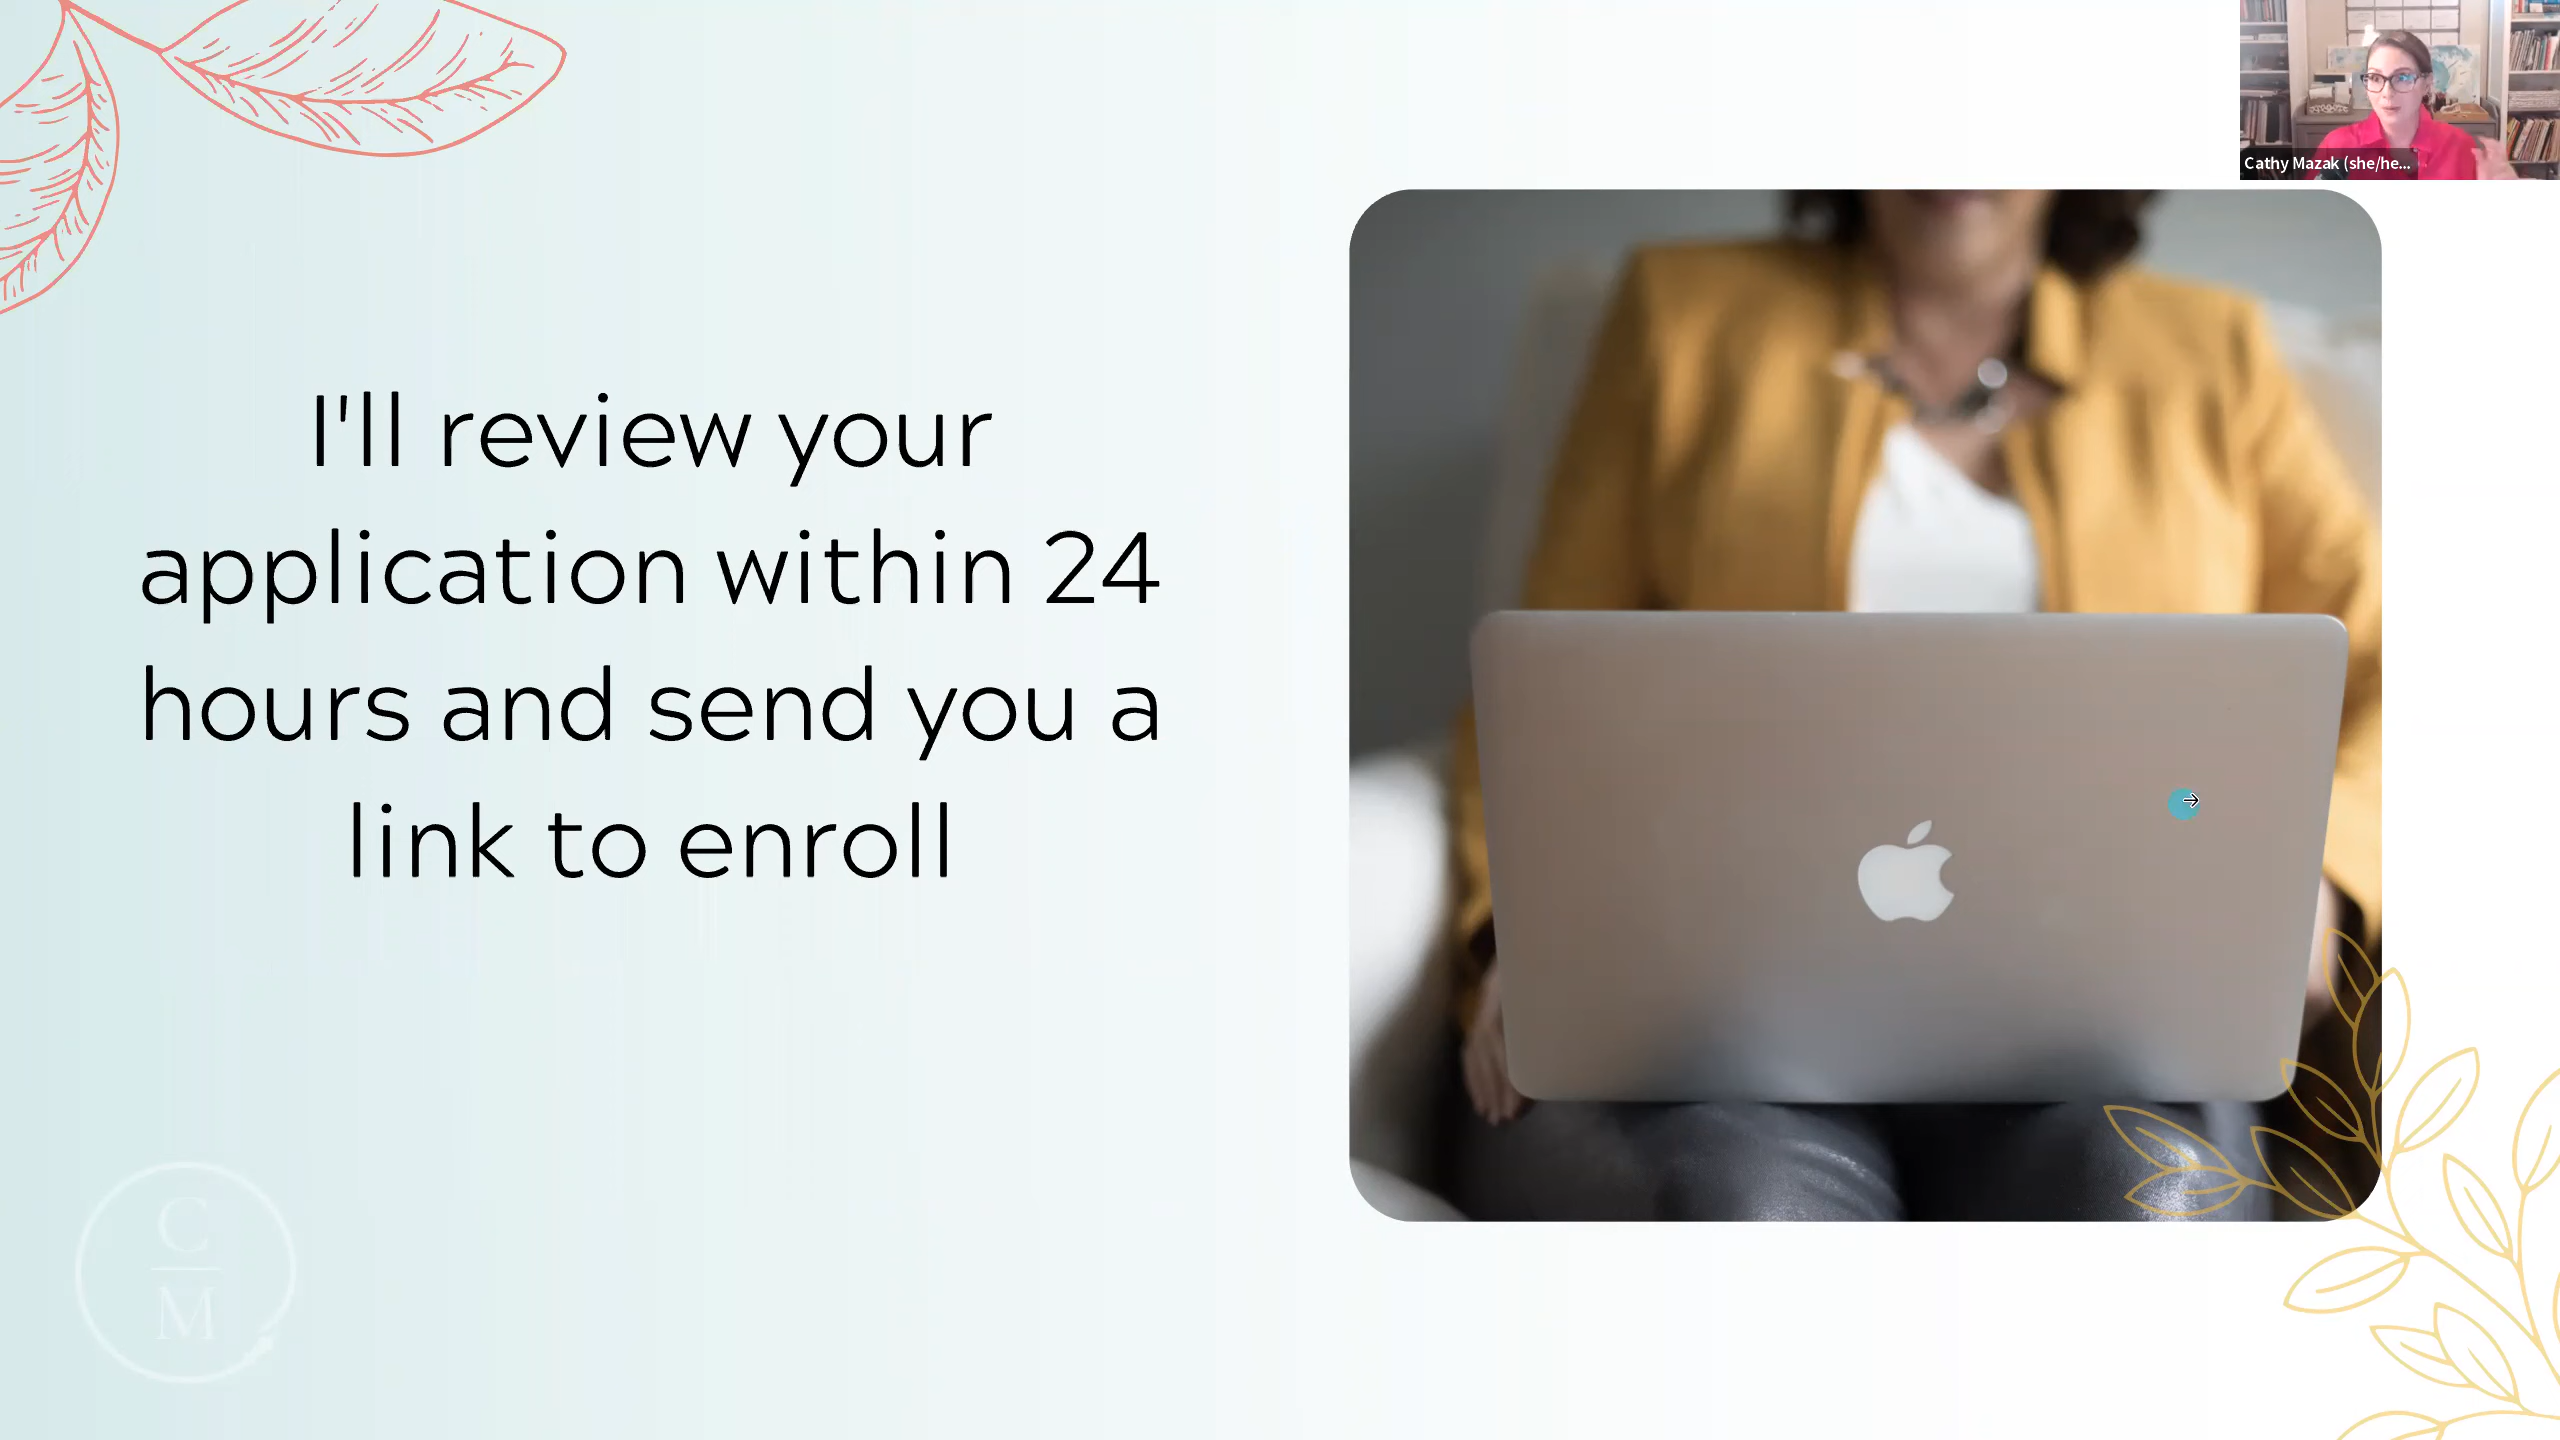 Cathy Mazak (she/he...
I'll review your
application within 24
hours and send you a
link to enroll
C
M